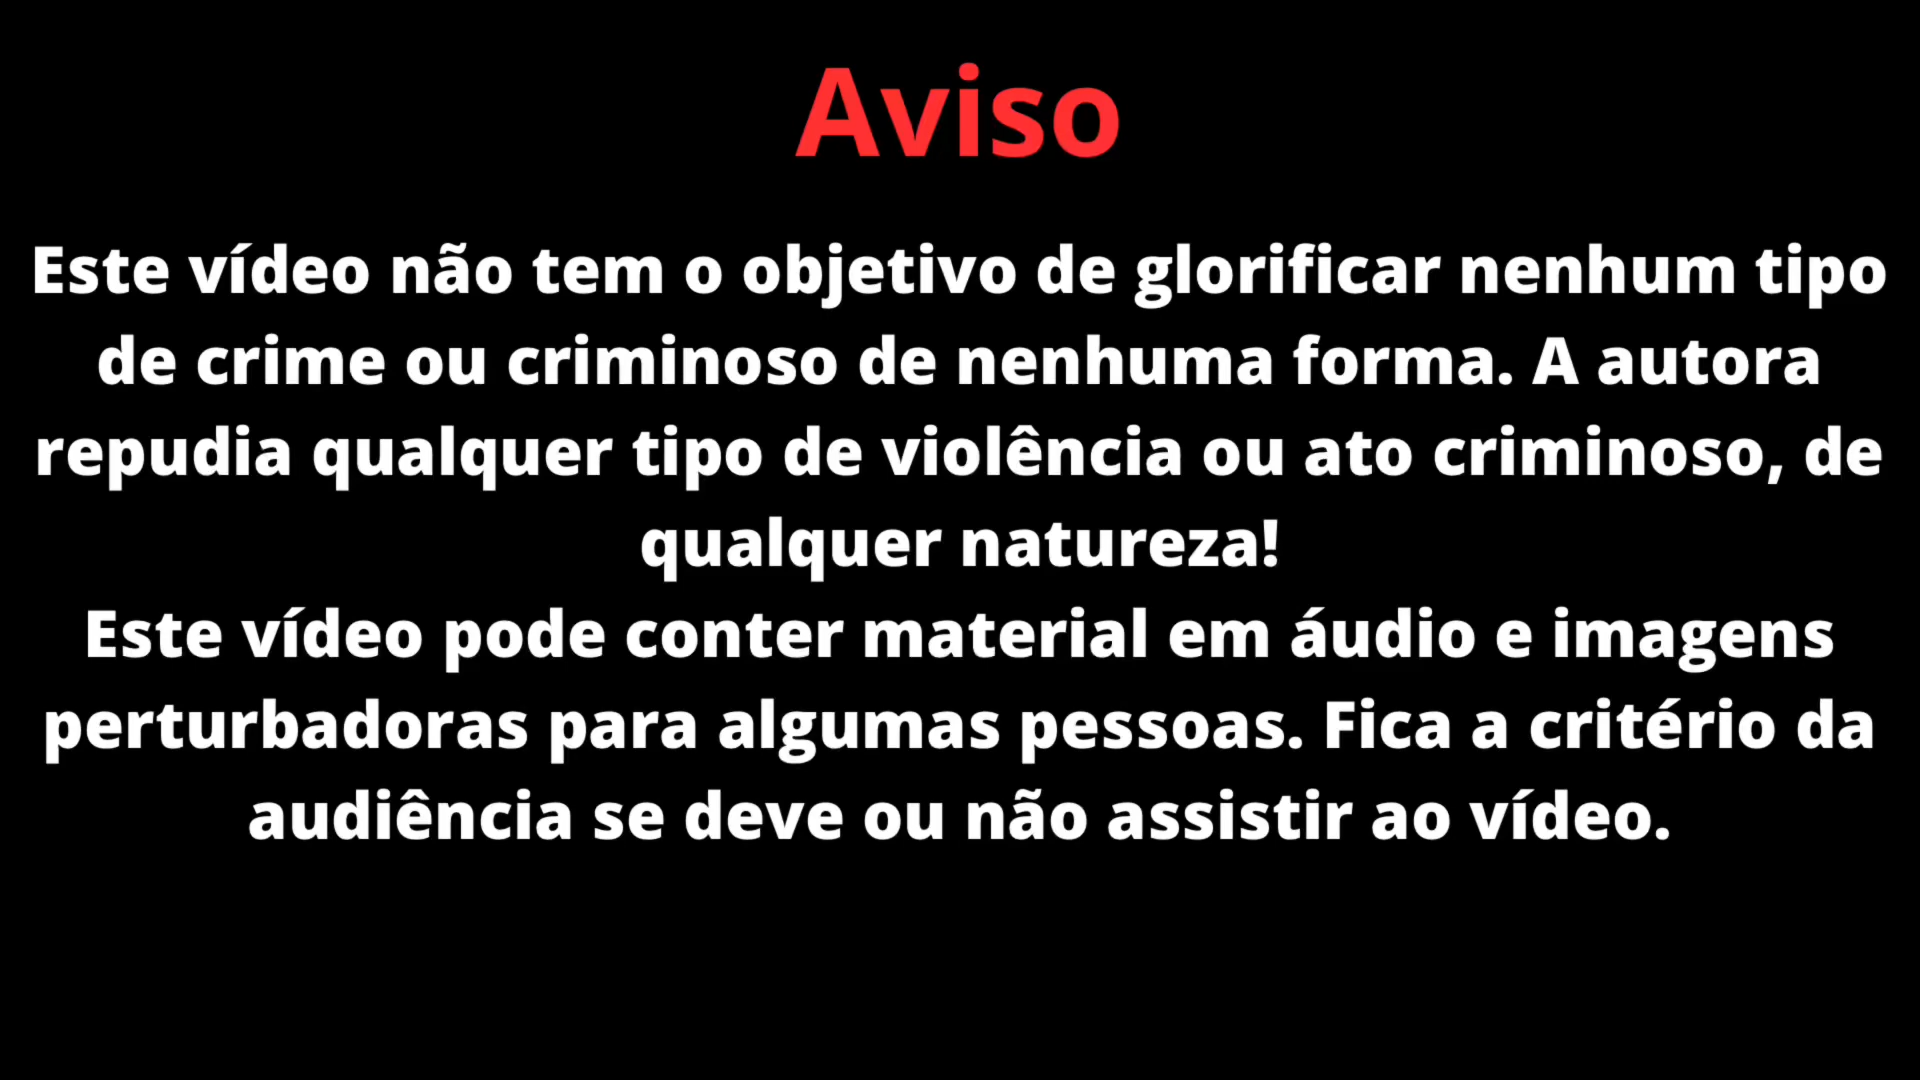 Aviso
Este vídeo não tem o objetivo de glorificar nenhum tipo
de crime ou criminoso de nenhuma forma. A autora
repudia qualquer tipo de violência ou ato criminoso, de
qualquer natureza!
Este vídeo pode conter material em áudio e imagens
perturbadoras para algumas pessoas. Fica a critério da
audiência se deve ou não assistir ao vídeo.